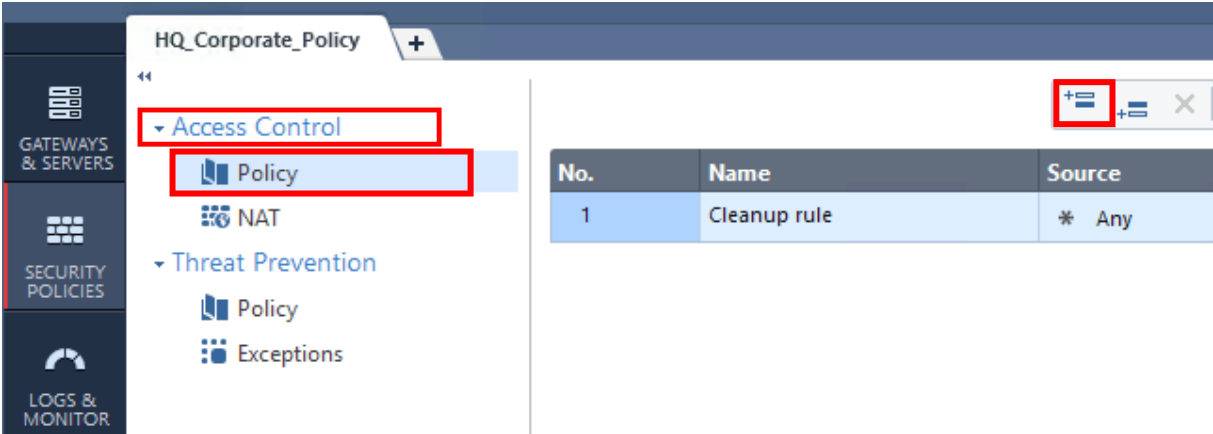 HQ_Corporate_Policy
GATEWAYS
& SERVERS
SECURITY
POLICIES
LOGS &
MONITOR
Access Control
Policy
NAT
Threat Prevention
Policy
Exceptions
No. Name Source
1 Cleanup rule Any